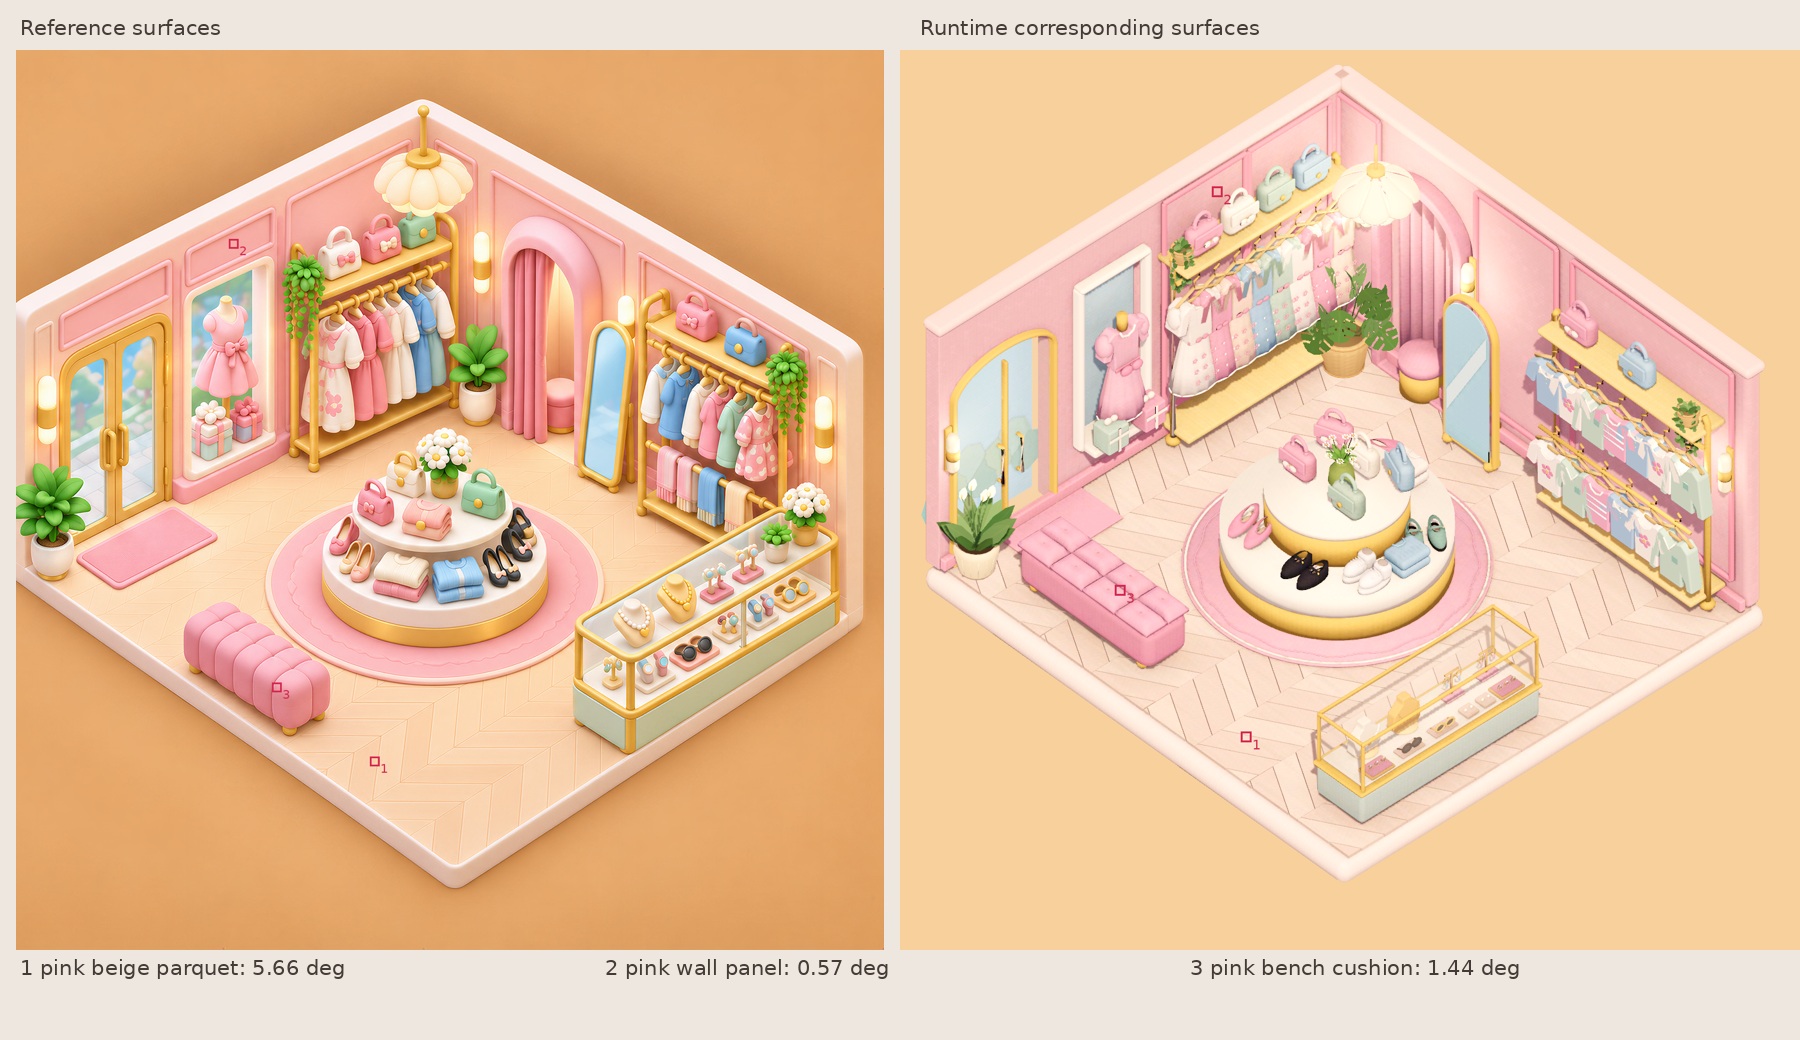 Reference surfaces
Runtime corresponding surfaces
2
2
3
3
1
1
1 pink beige parquet: 5.66 deg
2 pink wall panel: 0.57 deg
3 pink bench cushion: 1.44 deg